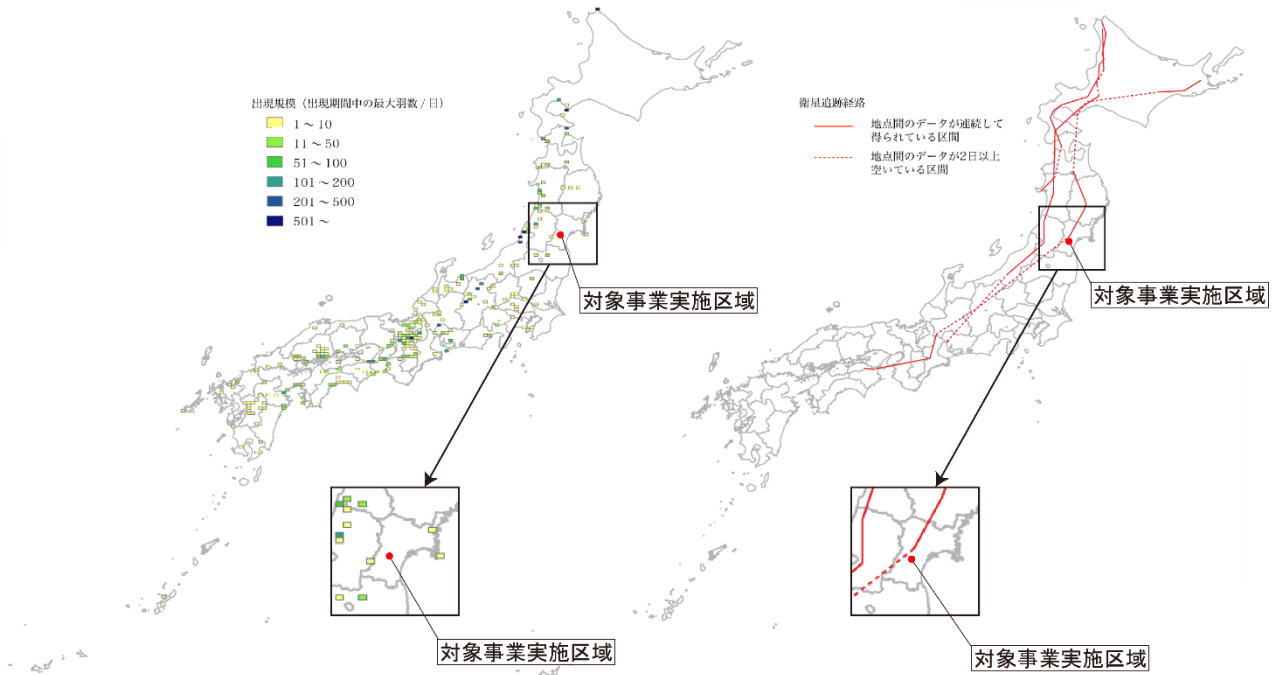 出現規模（出現期間中の最大羽数 / 日）
1 ～ 10
11 ～ 50
51 ～ 100
101 ～ 200
201 ～ 500
501 ～
対象事業実施区域
対象事業実施区域
衛星追跡経路
地点間のデータが連続して
得られている区間
地点間のデータが2日以上
空いている区間
対象事業実施区域
対象事業実施区域